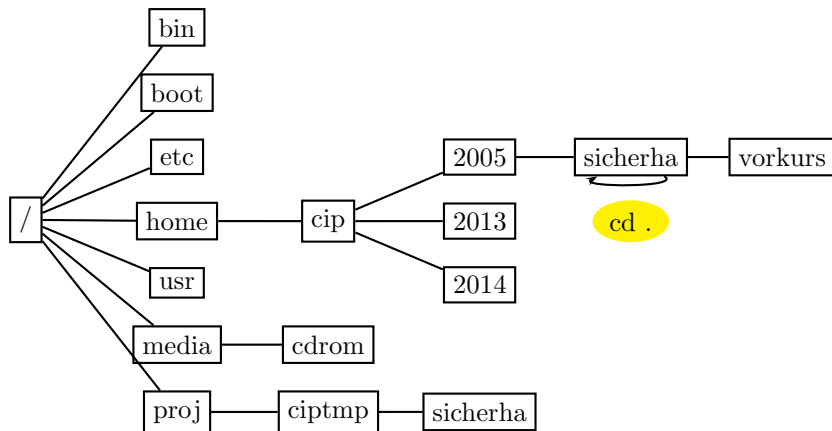 bin
boot
etc
2005
sicherha
vorkurs
/
home
cip
2013
cd .
usr
2014
media
cdrom
proj
ciptmp
sicherha